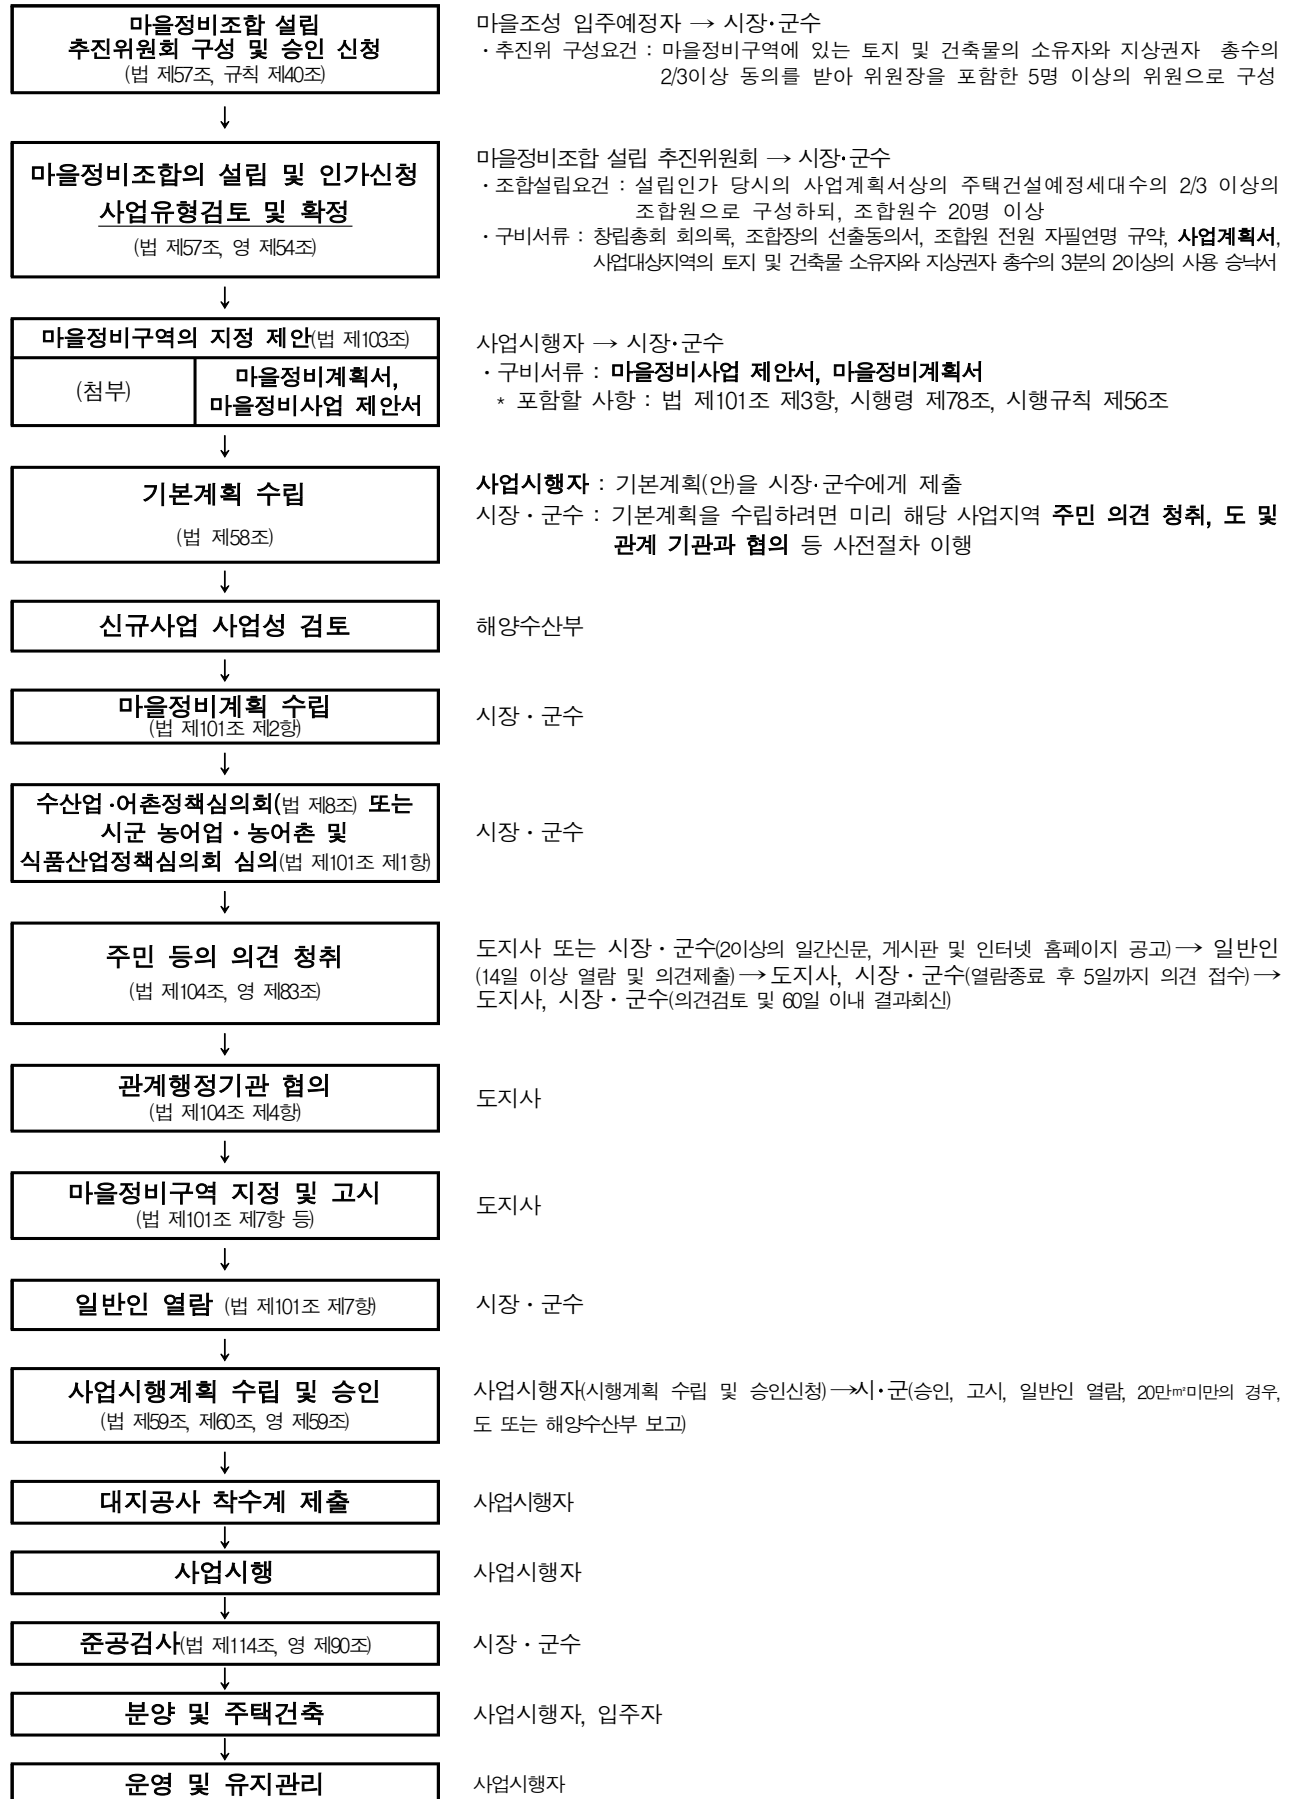 마을정비조합 설립
추진위원회 구성 및 승인 신청
(법 제57조, 규칙 제40조)
마을조성 입주예정자 → 시장·군수
· 추진위 구성요건 : 마을정비구역에 있는 토지 및 건축물의 소유자와 지상권자 총수의
2/3이상 동의를 받아 위원장을 포함한 5명 이상의 위원으로 구성
↓
마을정비조합의 설립 및 인가신청
사업유형검토 및 확정
(법 제57조, 영 제54조)
마을정비조합 설립 추진위원회 → 시장·군수
· 조합설립요건 : 설립인가 당시의 사업계획서상의 주택건설예정세대수의 2/3 이상의
조합원으로 구성하되, 조합원수 20명 이상
· 구비서류 : 창립총회 회의록, 조합장의 선출동의서, 조합원 전원 자필연명 규약, 사업계획서,
사업대상지역의 토지 및 건축물 소유자와 지상권자 총수의 3분의 2이상의 사용 승낙서
↓
마을정비구역의 지정 제안(법 제103조)
(첨부)
마을정비계획서,
마을정비사업 제안서
사업시행자 → 시장·군수
· 구비서류 : 마을정비사업 제안서, 마을정비계획서
* 포함할 사항 : 법 제101조 제3항, 시행령 제78조, 시행규칙 제56조
↓
기본계획 수립
(법 제58조)
사업시행자 : 기본계획(안)을 시장·군수에게 제출
시장·군수 : 기본계획을 수립하려면 미리 해당 사업지역 주민 의견 청취, 도 및
관계 기관과 협의 등 사전절차 이행
↓
신규사업 사업성 검토
해양수산부
↓
마을정비계획 수립
(법 제101조 제2항)
시장·군수
↓
수산업·어촌정책심의회(법 제8조) 또는
시군 농어업·농어촌 및
식품산업정책심의회 심의(법 제101조 제1항)
시장·군수
↓
주민 등의 의견 청취
(법 제104조, 영 제83조)
도지사 또는 시장·군수(2이상의 일간신문, 게시판 및 인터넷 홈페이지 공고)→ 일반인
(14일 이상 열람 및 의견제출)→도지사, 시장·군수(열람종료 후 5일까지 의견 접수)→
도지사, 시장·군수(의견검토 및 60일 이내 결과회신)
↓
관계행정기관 협의
(법 제104조 제4항)
도지사
↓
마을정비구역 지정 및 고시
(법 제101조 제7항 등)
도지사
↓
일반인 열람 (법 제101조 제7항)
시장·군수
↓
사업시행계획 수립 및 승인
(법 제59조, 제60조, 영 제59조)
사업시행자(시행계획 수립 및 승인신청)→시·군(승인, 고시, 일반인 열람, 20만㎡미만의 경우,
도 또는 해양수산부 보고)
↓
대지공사 착수계 제출
사업시행자
↓
사업시행
사업시행자
↓
준공검사(법 제114조, 영 제90조)
시장·군수
↓
분양 및 주택건축
사업시행자, 입주자
↓
운영 및 유지관리
사업시행자